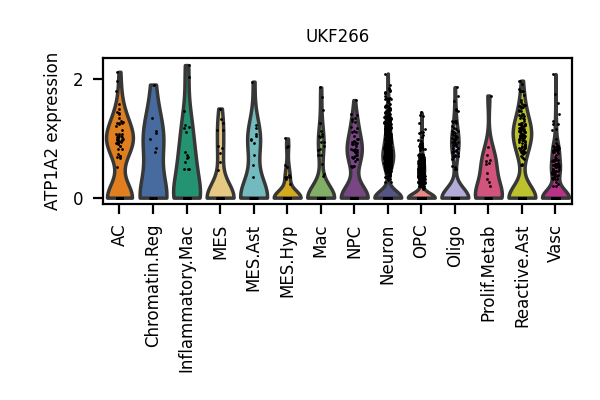 UKF266
ATP1A2 expression
2
0
AC
Chromatin.Reg
Inflammatory.Mac
MES
MES.Ast
MES.Hyp
Mac
NPC
Neuron
OPC
Oligo
Prolif.Metab
Reactive.Ast
Vasc